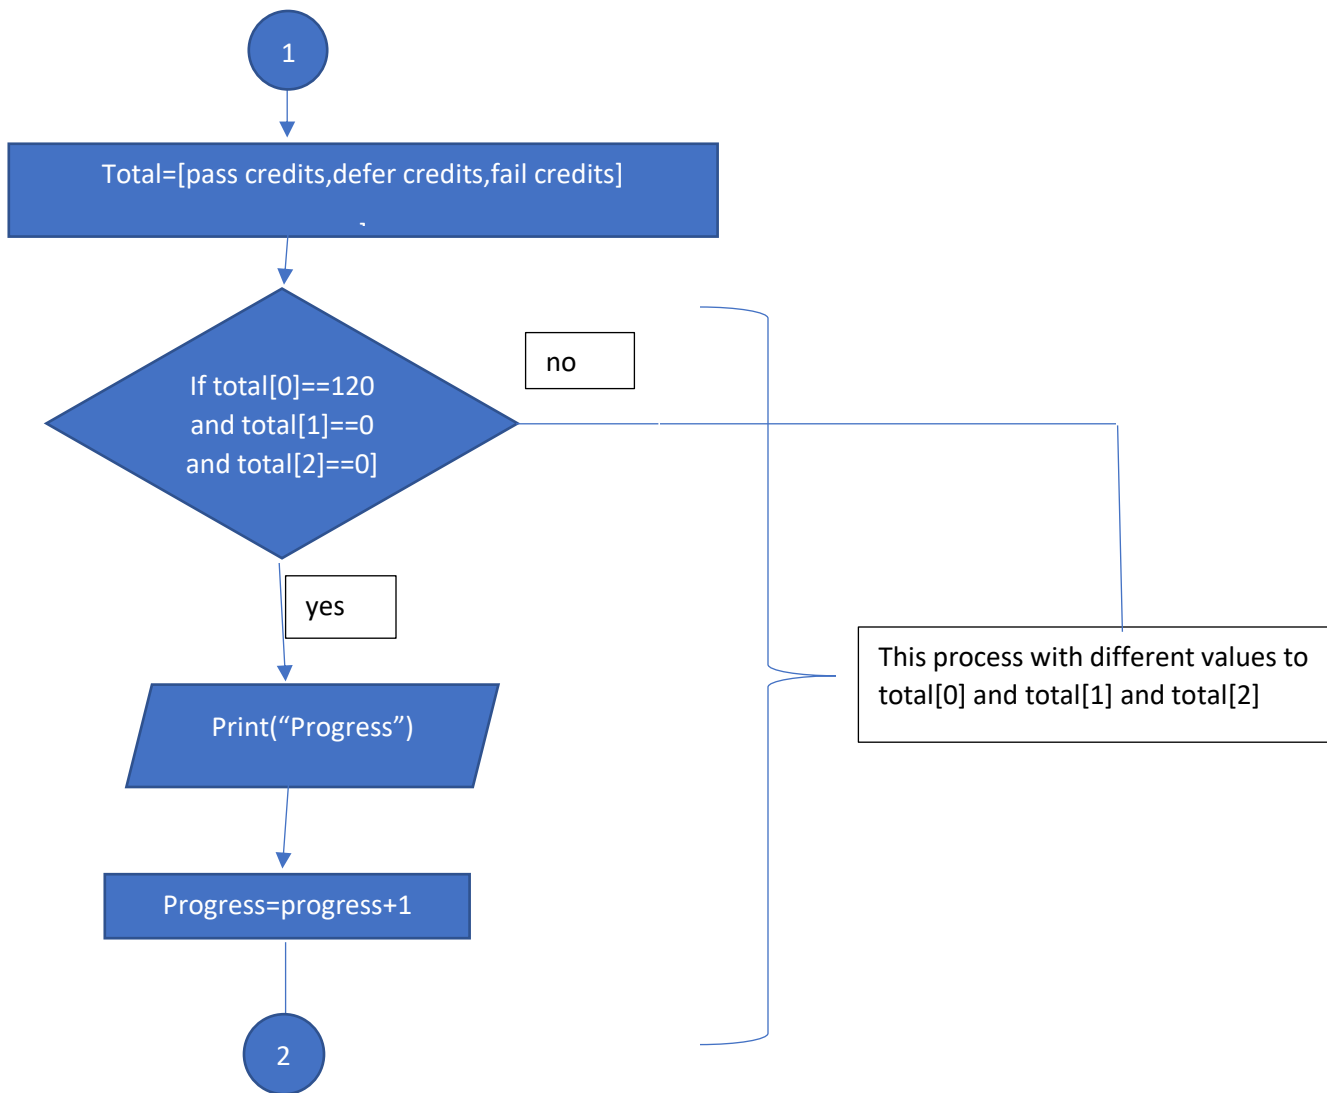 1
Total=[pass credits,defer credits,fail credits]
]
no
If total[0]==120
and total[1]==0
and total[2]==0]
yes
This process with different values to
total[0] and total[1] and total[2]
Print(“Progress”)
Progress=progress+1
2